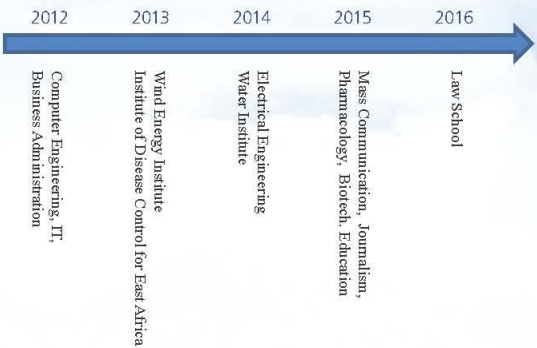 2012
2013
2014
2015
2016
Computer Engineering, IT,
Business Administration
Wind Energy Institute
Institute of Disease Control for East Africa
Electrical Engineering
Water Institute
Mass Communication, Journalism,
Pharmacology, Biotech. Education
Law School